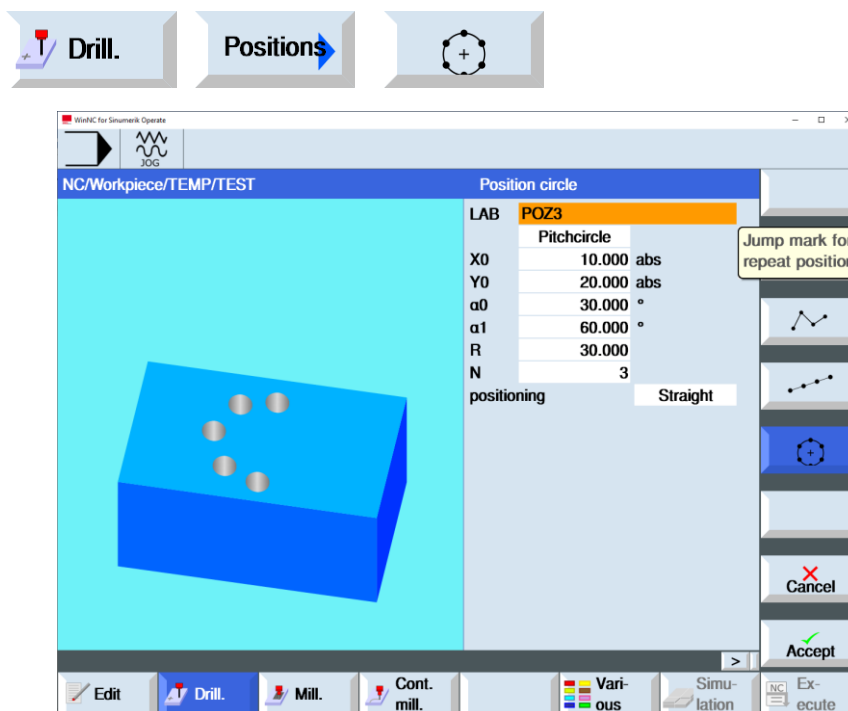 Drill.
Positions
WinNC for Sinumerik Operate
JOG
NC/Workpiece/TEMP/TEST
Position circle
LAB POZ3
Pitchcircle
X0 10.000 abs
Y0 20.000 abs
α0 30.000 °
α1 60.000 °
R 30.000
N 3
positioning Straight
Jump mark for
repeat position
Cancel
Accept
>
Edit
Drill.
Mill.
Cont.
mill.
Vari-
ous
Simu-
lation
NC
Ex-
ecute